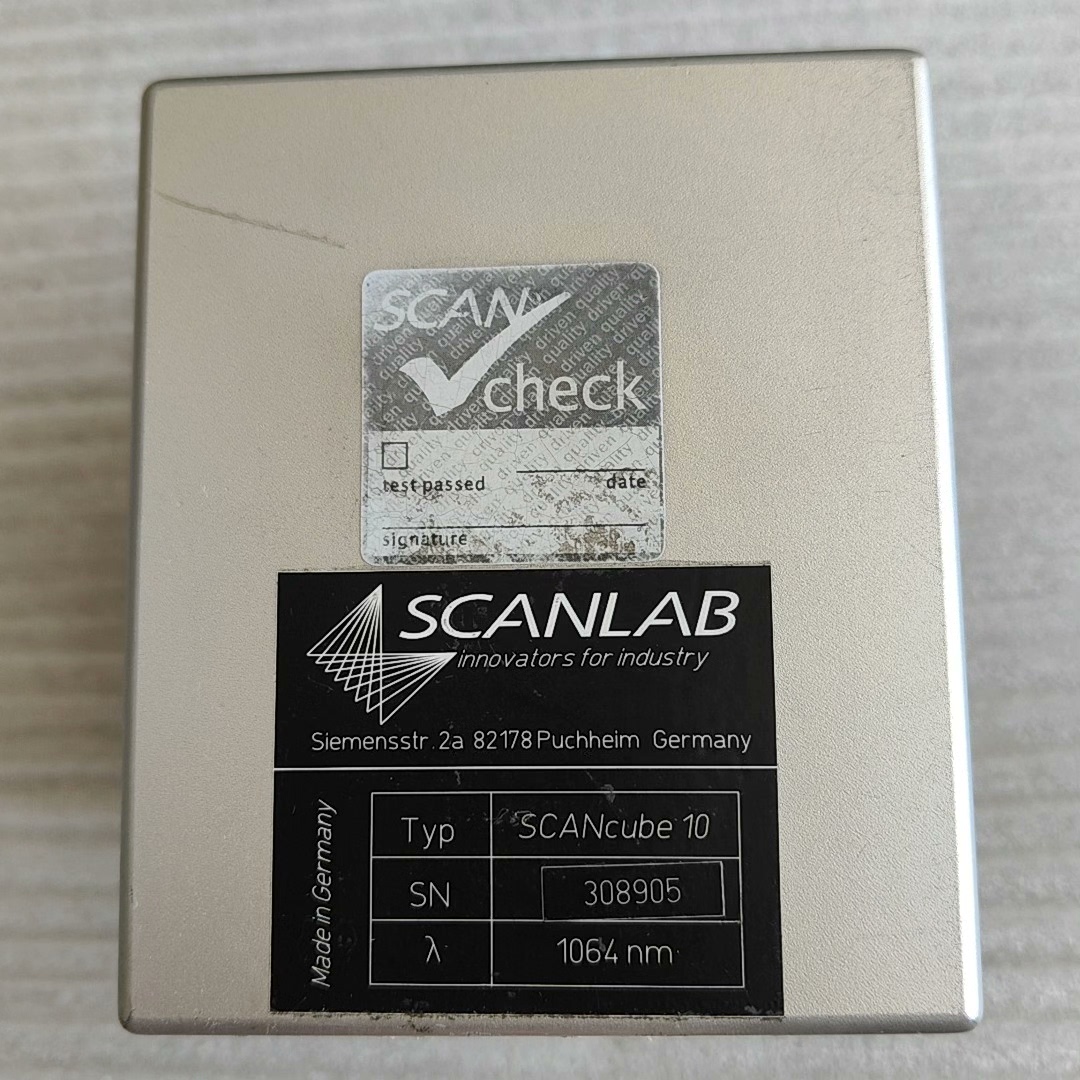 SCAN
check
test passed date
signature
SCANLAB
innovators for industry
Siemensstr. 2a 82178 Puchheim Germany
Made in Germany
Typ SCANcube 10
SN 308905
λ 1064 nm